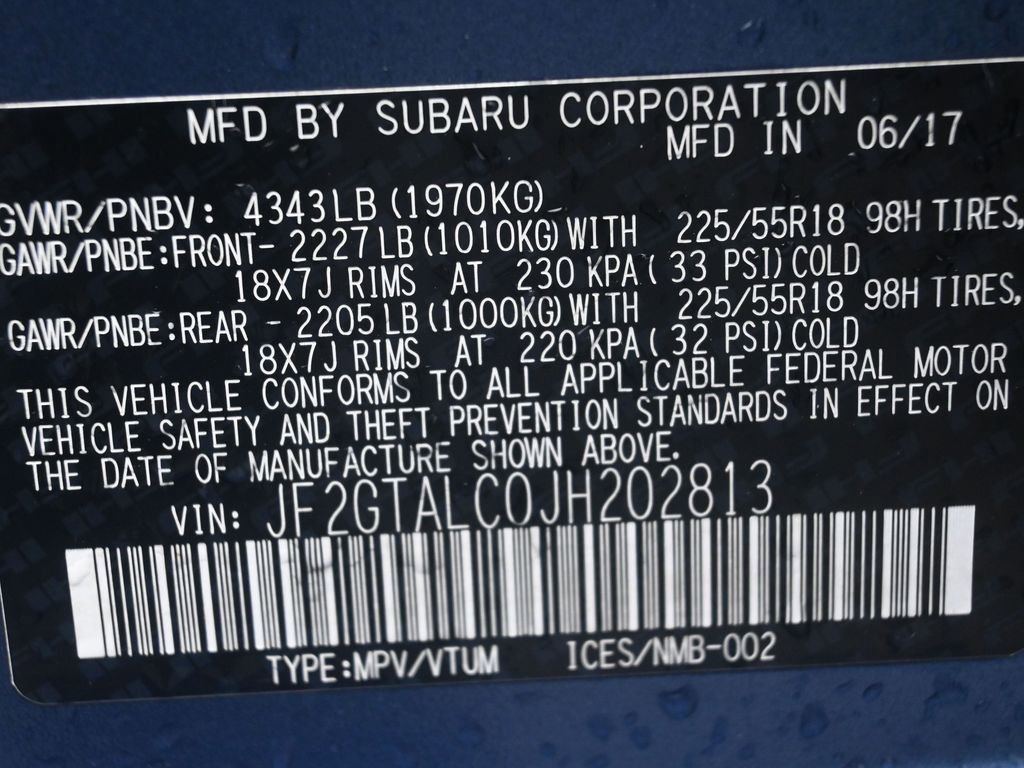 MFD BY SUBARU CORPORATION
MFD IN 06/17
GVWR/PNBV: 4343LB (1970KG)
GAWR/PNBE:FRONT- 2227LB (1010KG) WITH 225/55R18 98H TIRES,
18X7J RIMS AT 230 KPA( 33 PSI) COLD
GAWR/PNBE:REAR - 2205LB (1000KG) WITH 225/55R18 98H TIRES,
18X7J RIMS AT 220 KPA( 32 PSI) COLD
THIS VEHICLE CONFORMS TO ALL APPLICABLE FEDERAL MOTOR
VEHICLE SAFETY AND THEFT PREVENTION STANDARDS IN EFFECT ON
THE DATE OF MANUFACTURE SHOWN ABOVE.
VIN: JF2GTALC0JH202813
TYPE:MPV/VTUM ICES/NMB-002